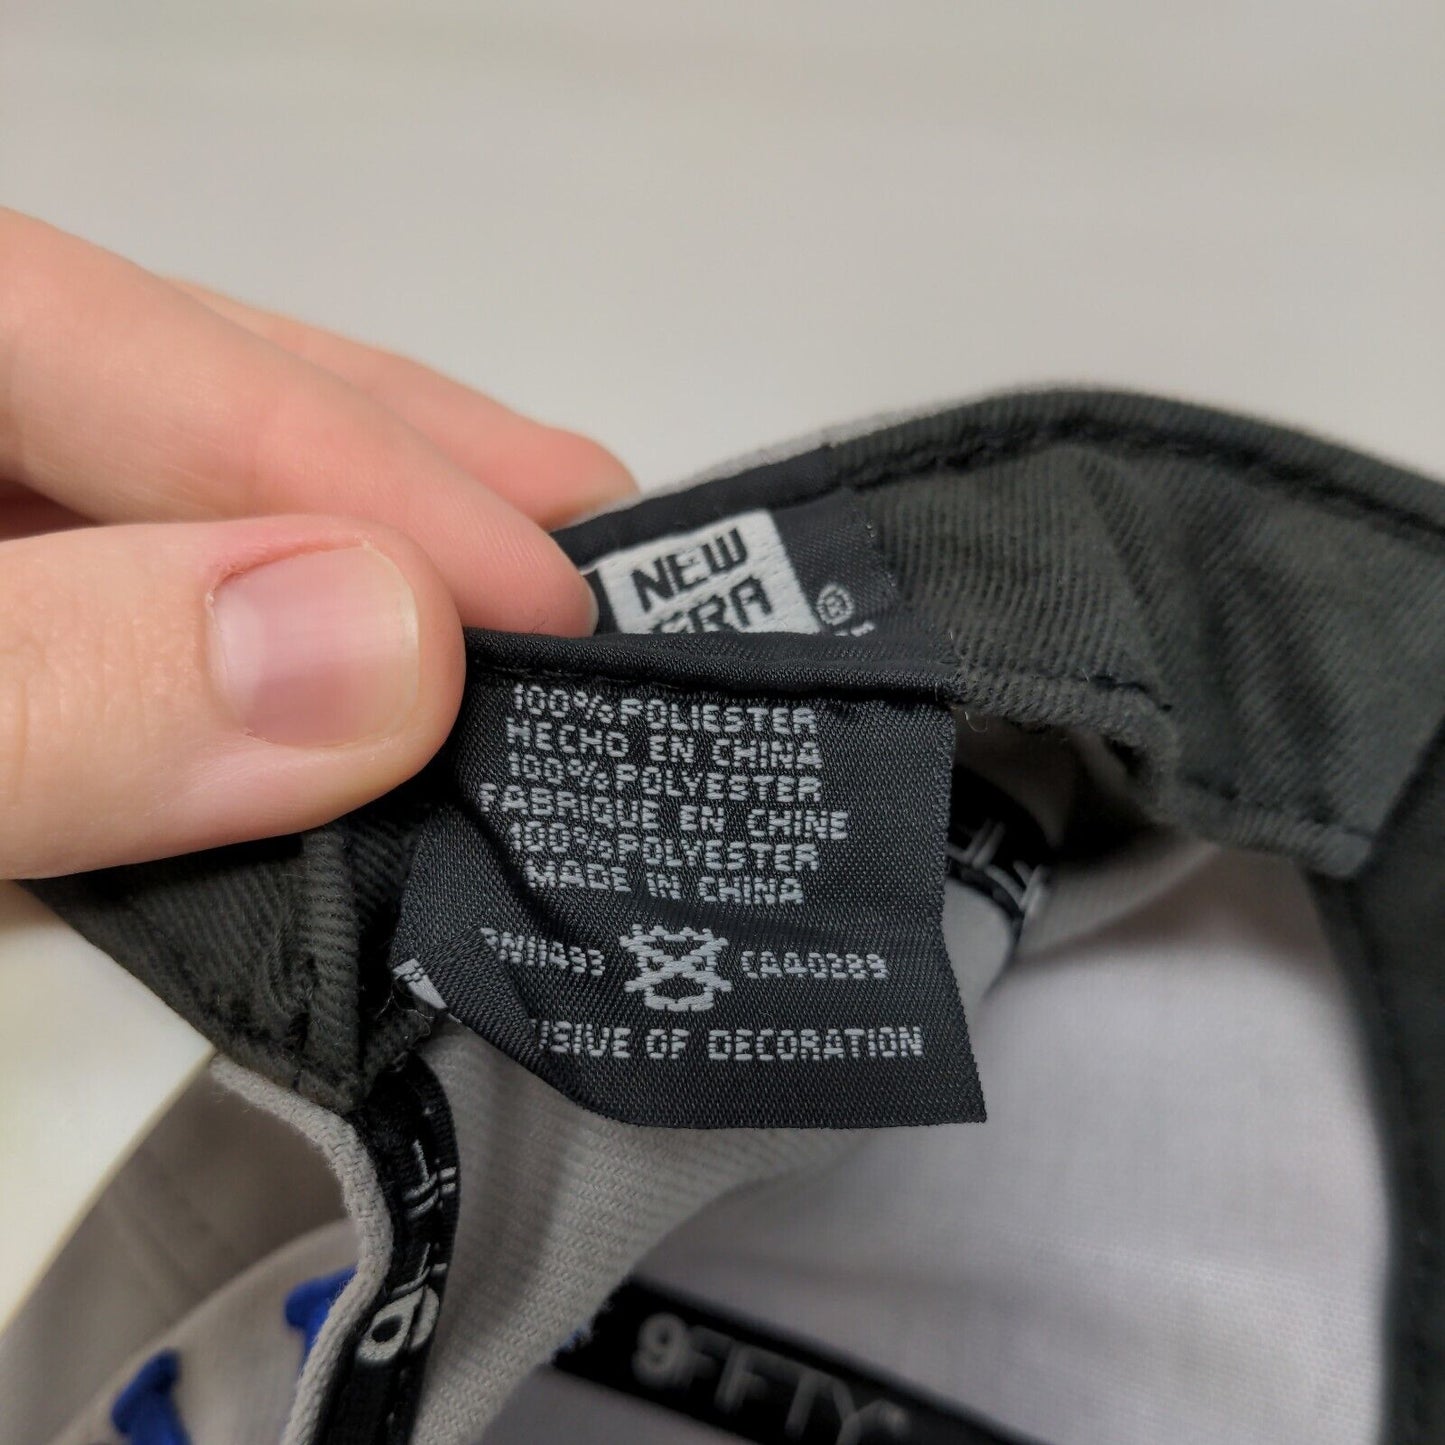 NEW
ERA
®
100% POLIESTER
HECHO EN CHINA
100% POLYESTER
FABRIQUE EN CHINE
100% POLYESTER
MADE IN CHINA
OF DECORATION
9FIFTY